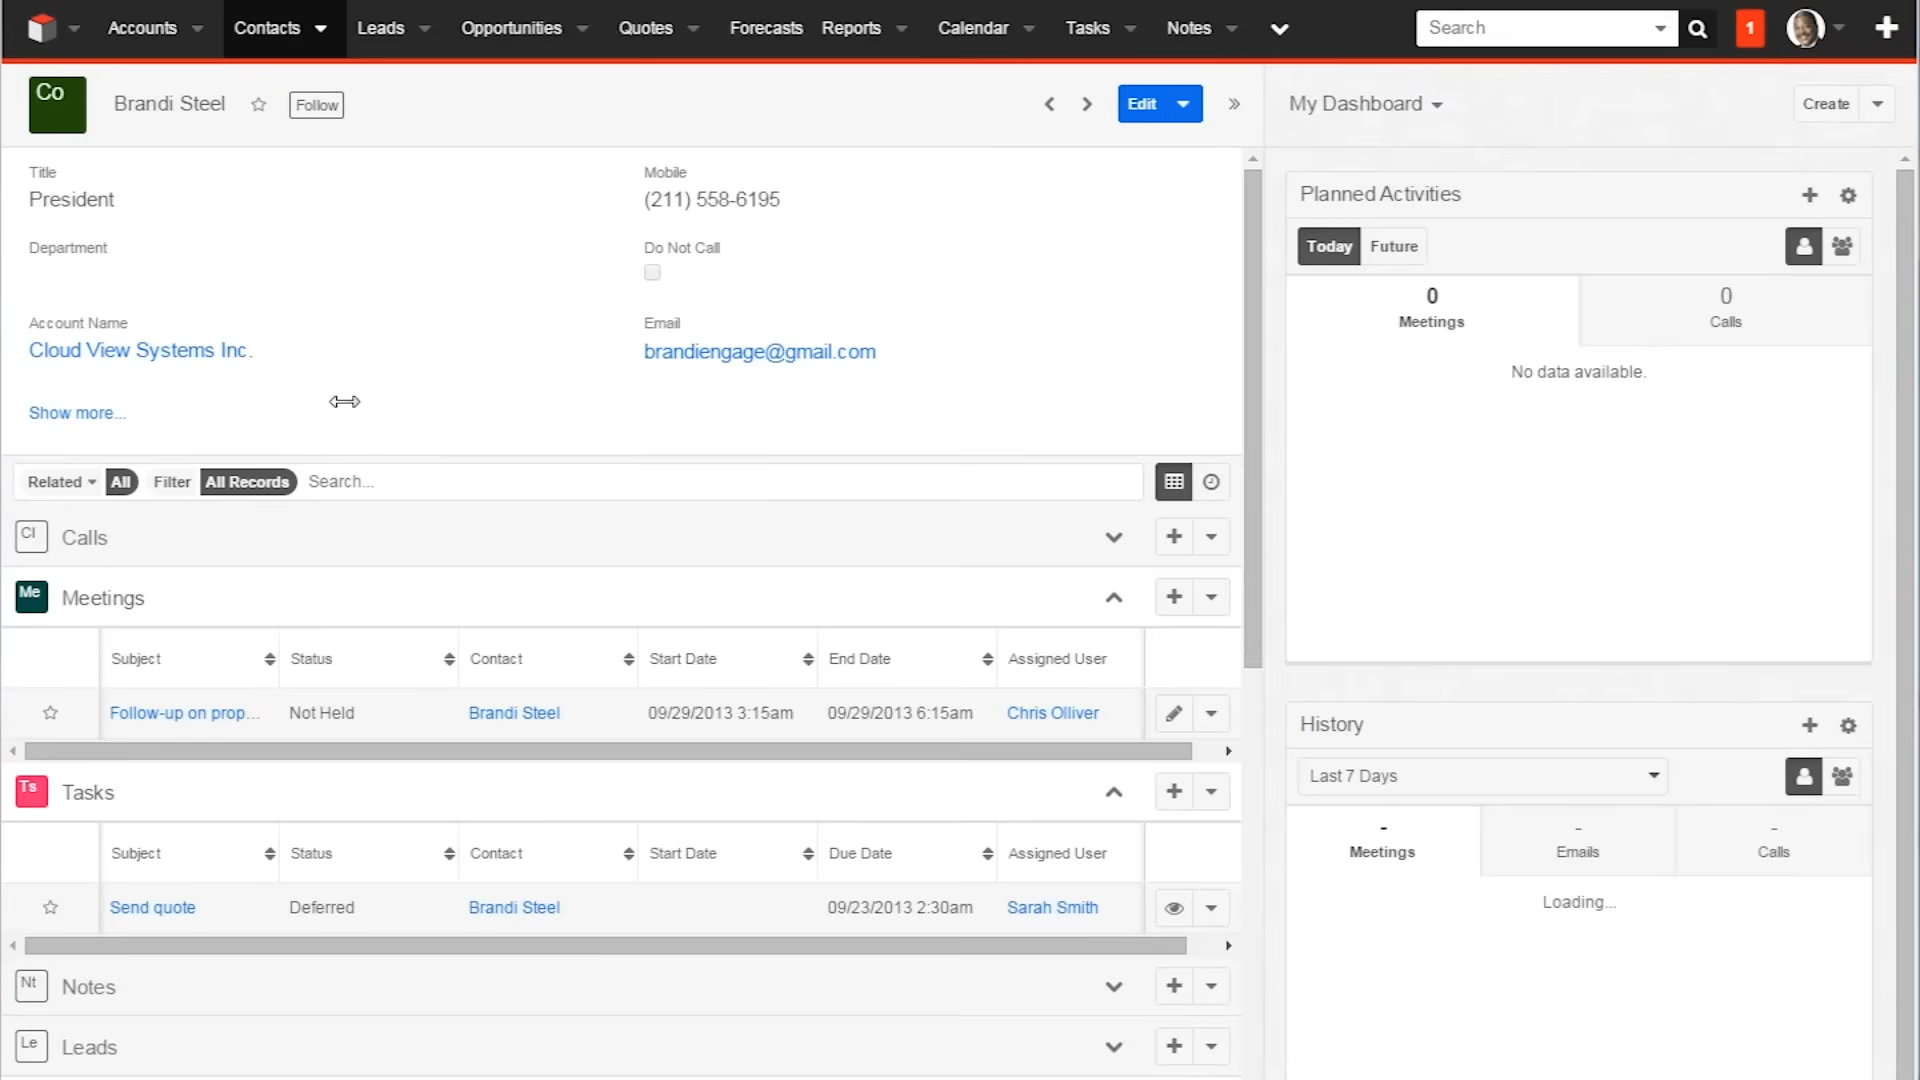 Accounts Contacts Leads Opportunities Quotes Forecasts Reports Calendar Tasks Notes Search 1
Co Brandi Steel Follow Edit My Dashboard Create
Title Mobile
President (211) 558-6195
Department Do Not Call
Account Name Email
Cloud View Systems Inc. brandiengage@gmail.com
Show more...
Related All Filter All Records Search...
Cl Calls
Me Meetings
Subject Status Contact Start Date End Date Assigned User
Follow-up on prop... Not Held Brandi Steel 09/29/2013 3:15am 09/29/2013 6:15am Chris Olliver
Ts Tasks
Subject Status Contact Start Date Due Date Assigned User
Send quote Deferred Brandi Steel 09/23/2013 2:30am Sarah Smith
Nt Notes
Le Leads
Planned Activities
Today Future
0 0
Meetings Calls
No data available.
History
Last 7 Days
- - -
Meetings Emails Calls
Loading...